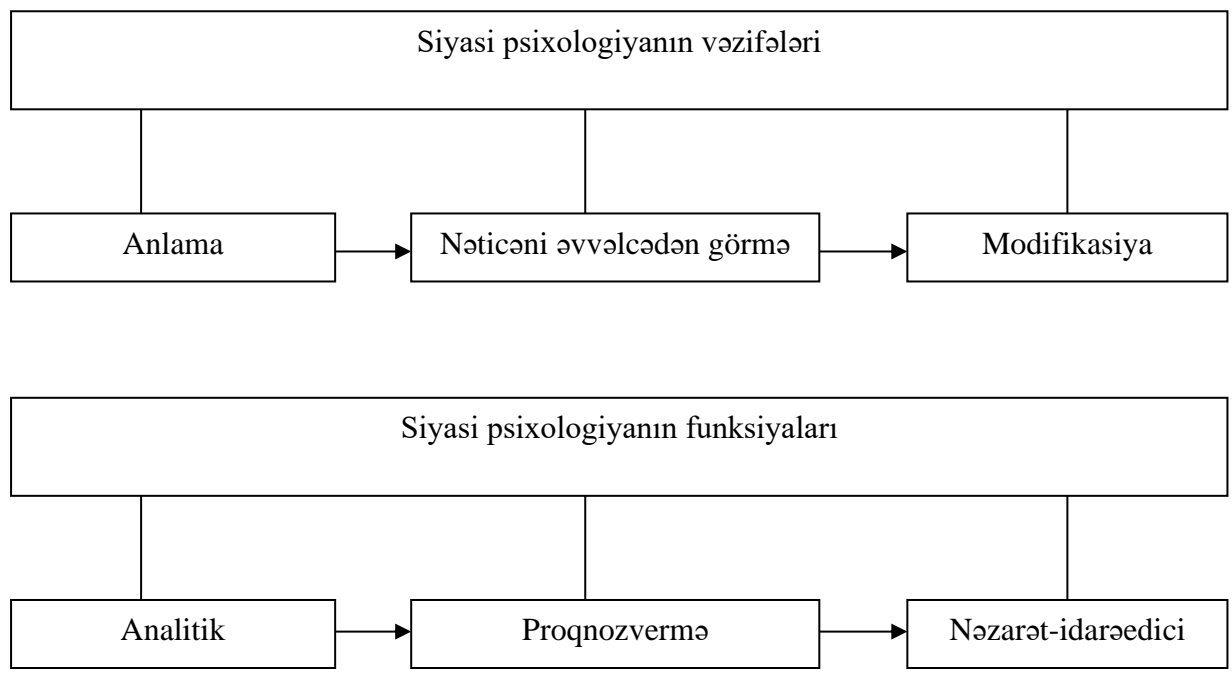 Siyasi psixologiyanın vəzifələri
Anlama
Nəticəni əvvəlcədən görmə
Modifikasiya
Siyasi psixologiyanın funksiyaları
Analitik
Proqnozvermə
Nəzarət-idarəedici